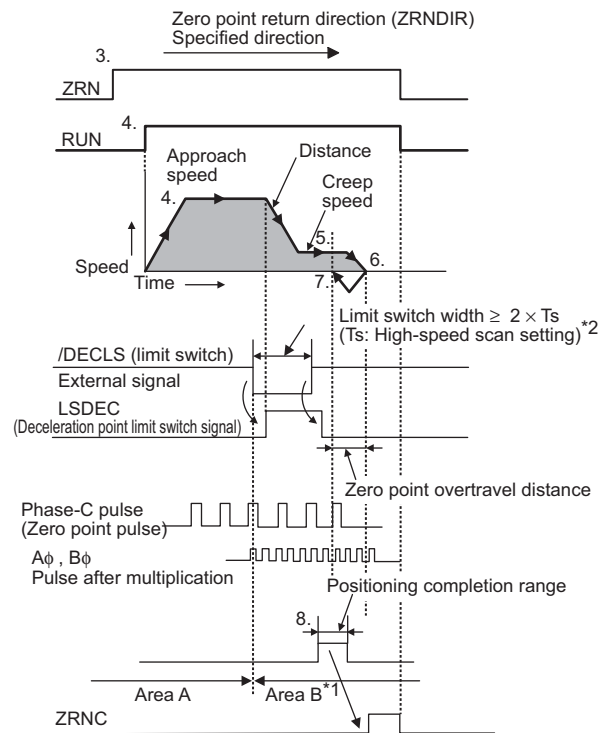 Zero point return direction (ZRNDIR)
Specified direction
3.
ZRN
4.
RUN
Approach
speed
Distance
Creep
speed
4.
5.
6.
7.
Speed
Time
Limit switch width ≥ 2 × Ts
(Ts: High-speed scan setting)*2
/DECLS (limit switch)
External signal
LSDEC
(Deceleration point limit switch signal)
Zero point overtravel distance
Phase-C pulse
(Zero point pulse)
Aϕ , Bϕ
Pulse after multiplication
Positioning completion range
8.
Area A
Area B*1
ZRNC